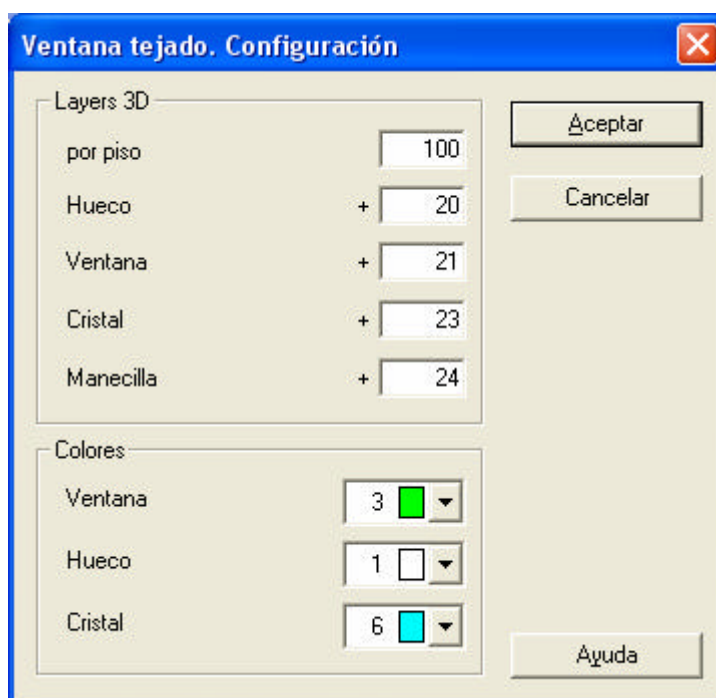 Ventana tejado. Configuración
Layers 3D
por piso 100
Hueco + 20
Ventana + 21
Cristal + 23
Manecilla + 24
Aceptar
Cancelar
Colores
Ventana 3
Hueco 1
Cristal 6
Ayuda